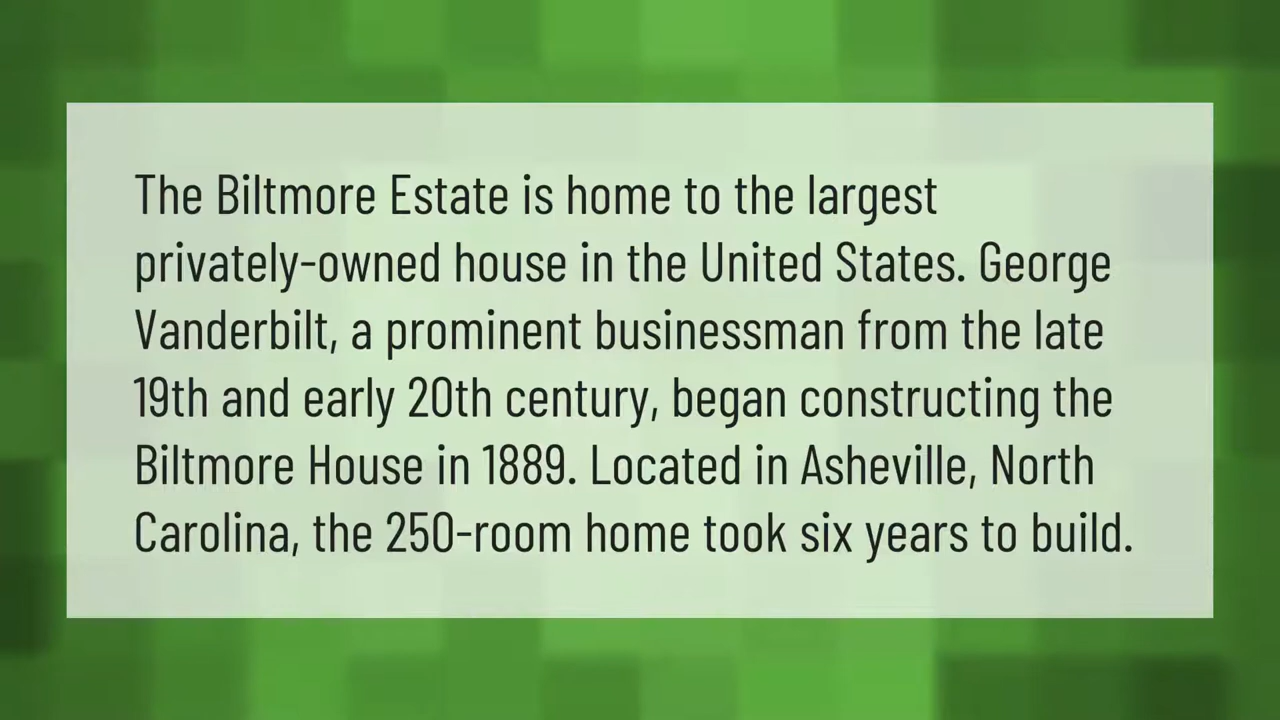 The Biltmore Estate is home to the largest
privately-owned house in the United States. George
Vanderbilt, a prominent businessman from the late
19th and early 20th century, began constructing the
Biltmore House in 1889. Located in Asheville, North
Carolina, the 250-room home took six years to build.